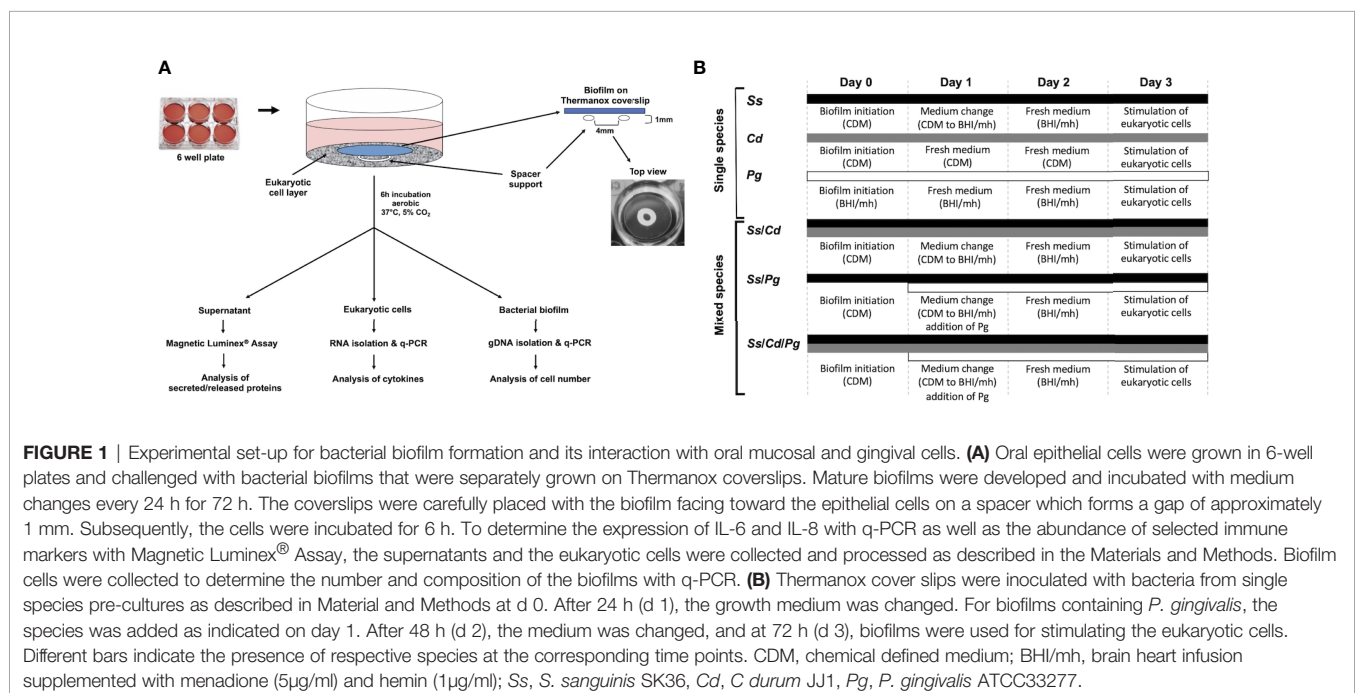 A
6 well plate
Eukaryotic
cell layer
Biofilm on
Thermanox coverslip
1mm
4mm
Spacer
support
Top view
6h incubation
aerobic
37°C, 5% CO₂
Supernatant
Eukaryotic cells
Bacterial biofilm
Magnetic Luminex® Assay
RNA isolation & q-PCR
gDNA isolation & q-PCR
Analysis of
secreted/released proteins
Analysis of cytokines
Analysis of cell number
B
Day 0 Day 1 Day 2 Day 3
Single species
Ss
Biofilm initiation Medium change Fresh medium Stimulation of
(CDM) (CDM to BHI/mh) (BHI/mh) eukaryotic cells
Cd
Biofilm initiation Fresh medium Fresh medium Stimulation of
(CDM) (CDM) (CDM) eukaryotic cells
Pg
Biofilm initiation Fresh medium Fresh medium Stimulation of
(BHI/mh) (BHI/mh) (BHI/mh) eukaryotic cells
Mixed species
Ss/Cd
Biofilm initiation Medium change Fresh medium Stimulation of
(CDM) (CDM to BHI/mh) (BHI/mh) eukaryotic cells
Ss/Pg
Biofilm initiation Medium change Fresh medium Stimulation of
(CDM) (CDM to BHI/mh) (BHI/mh) eukaryotic cells
addition of Pg
Ss/Cd/Pg
Biofilm initiation Medium change Fresh medium Stimulation of
(CDM) (CDM to BHI/mh) (BHI/mh) eukaryotic cells
addition of Pg
FIGURE 1 | Experimental set-up for bacterial biofilm formation and its interaction with oral mucosal and gingival cells. (A) Oral epithelial cells were grown in 6-well
plates and challenged with bacterial biofilms that were separately grown on Thermanox coverslips. Mature biofilms were developed and incubated with medium
changes every 24 h for 72 h. The coverslips were carefully placed with the biofilm facing toward the epithelial cells on a spacer which forms a gap of approximately
1 mm. Subsequently, the cells were incubated for 6 h. To determine the expression of IL-6 and IL-8 with q-PCR as well as the abundance of selected immune
markers with Magnetic Luminex® Assay, the supernatants and the eukaryotic cells were collected and processed as described in the Materials and Methods. Biofilm
cells were collected to determine the number and composition of the biofilms with q-PCR. (B) Thermanox cover slips were inoculated with bacteria from single
species pre-cultures as described in Material and Methods at d 0. After 24 h (d 1), the growth medium was changed. For biofilms containing P. gingivalis, the
species was added as indicated on day 1. After 48 h (d 2), the medium was changed, and at 72 h (d 3), biofilms were used for stimulating the eukaryotic cells.
Different bars indicate the presence of respective species at the corresponding time points. CDM, chemical defined medium; BHI/mh, brain heart infusion
supplemented with menadione (5µg/ml) and hemin (1µg/ml); Ss, S. sanguinis SK36, Cd, C durum JJ1, Pg, P. gingivalis ATCC33277.